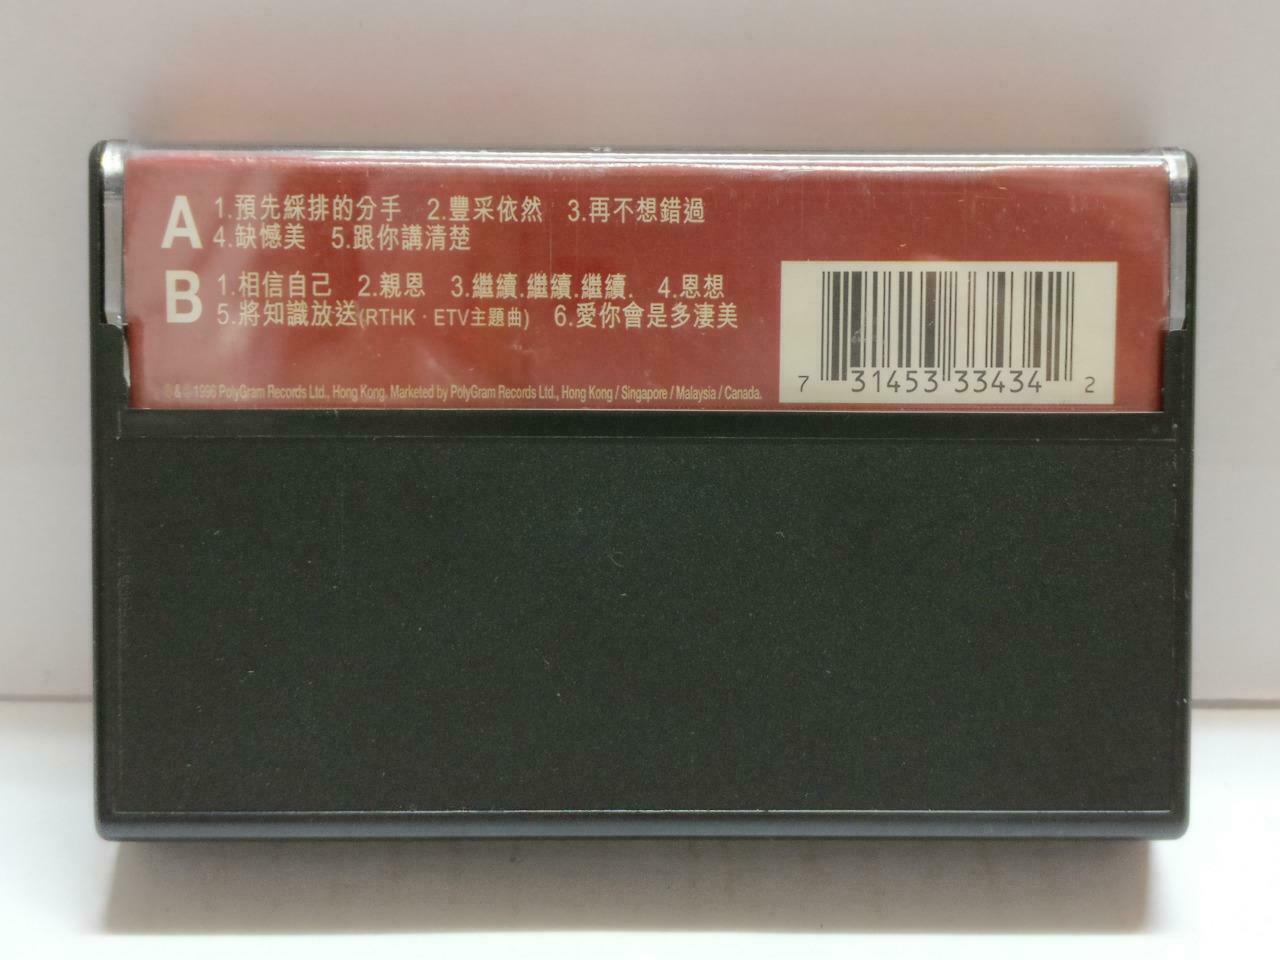 A 1.預先綵排的分手 2.豐采依然 3.再不想錯過
4.缺憾美 5.跟你講清楚
B 1.相信自己 2.親恩 3.繼續.繼續.繼續. 4.恩想
5.將知識放送(RTHK · ETV主題曲) 6.愛你會是多淒美
℗ & © 1996 PolyGram Records Ltd., Hong Kong. Marketed by PolyGram Records Ltd., Hong Kong / Singapore / Malaysia / Canada.
7 31453 33434 2